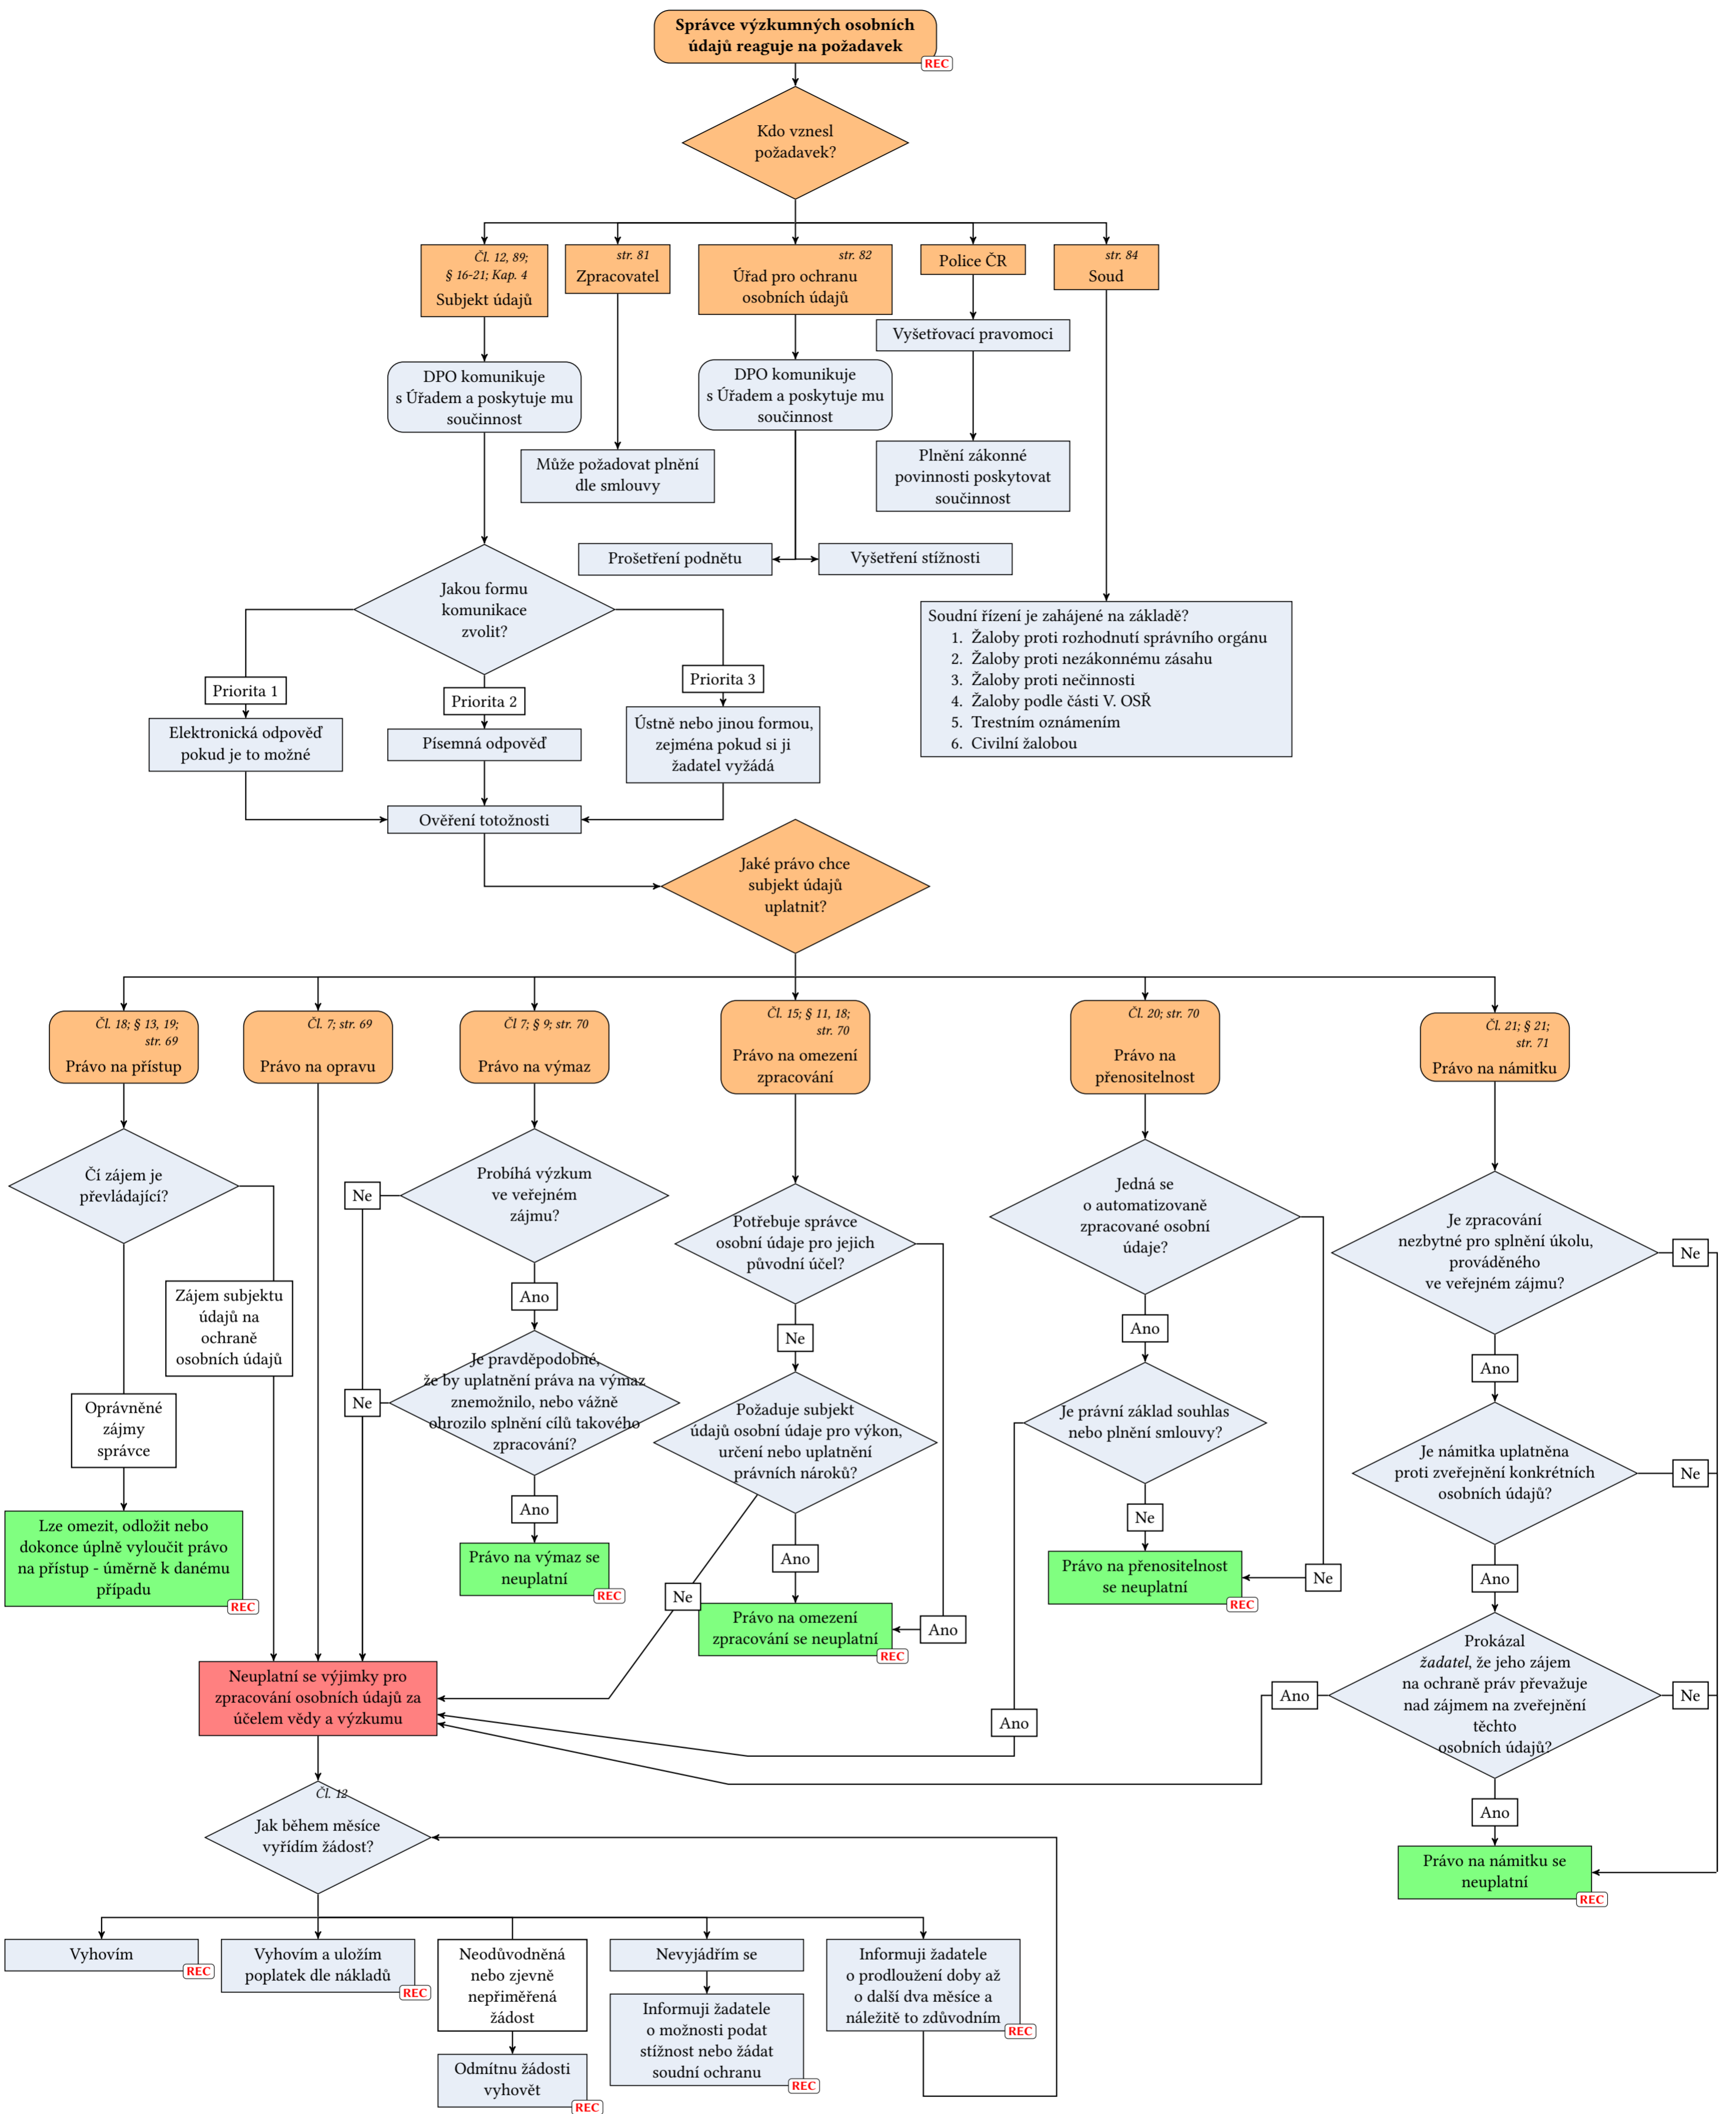 Správce výzkumných osobních
údajů reaguje na požadavek
REC
Kdo vznesl
požadavek?
Čl. 12, 89;
§ 16-21; Kap. 4
Subjekt údajů
str. 81
Zpracovatel
str. 82
Úřad pro ochranu
osobních údajů
Police ČR
str. 84
Soud
Vyšetřovací pravomoci
DPO komunikuje
s Úřadem a poskytuje mu
součinnost
DPO komunikuje
s Úřadem a poskytuje mu
součinnost
Může požadovat plnění
dle smlouvy
Plnění zákonné
povinnosti poskytovat
součinnost
Prošetření podnětu
Vyšetření stížnosti
Jakou formu
komunikace
zvolit?
Soudní řízení je zahájené na základě?
1. Žaloby proti rozhodnutí správního orgánu
2. Žaloby proti nezákonnému zásahu
3. Žaloby proti nečinnosti
4. Žaloby podle části V. OSŘ
5. Trestním oznámením
6. Civilní žalobou
Priorita 1
Priorita 2
Priorita 3
Elektronická odpověď
pokud je to možné
Písemná odpověď
Ústně nebo jinou formou,
zejména pokud si ji
žadatel vyžádá
Ověření totožnosti
Jaké právo chce
subjekt údajů
uplatnit?
Čl. 18; § 13, 19;
str. 69
Právo na přístup
Čl. 7; str. 69
Právo na opravu
Čl 7; § 9; str. 70
Právo na výmaz
Čl. 15; § 11, 18;
str. 70
Právo na omezení
zpracování
Čl. 20; str. 70
Právo na
přenositelnost
Čl. 21; § 21;
str. 71
Právo na námitku
Čí zájem je
převládající?
Zájem subjektu
údajů na
ochraně
osobních údajů
Oprávněné
zájmy
správce
Lze omezit, odložit nebo
dokonce úplně vyloučit právo
na přístup - úměrně k danému
případu
REC
Probíhá výzkum
ve veřejném
zájmu?
Ne
Ano
Je pravděpodobné,
že by uplatnění práva na výmaz
znemožnilo, nebo vážně
ohrozilo splnění cílů takového
zpracování?
Ne
Ano
Právo na výmaz se
neuplatní
REC
Potřebuje správce
osobní údaje pro jejich
původní účel?
Ne
Požaduje subjekt
údajů osobní údaje pro výkon,
určení nebo uplatnění
právních nároků?
Ano
Ne
Právo na omezení
zpracování se neuplatní
REC
Ano
Jedná se
o automatizovaně
zpracované osobní
údaje?
Ano
Je právní základ souhlas
nebo plnění smlouvy?
Ne
Právo na přenositelnost
se neuplatní
REC
Ne
Ano
Je zpracování
nezbytné pro splnění úkolu,
prováděného
ve veřejném zájmu?
Ne
Ano
Je námitka uplatněna
proti zveřejnění konkrétních
osobních údajů?
Ne
Ano
Prokázal
žadatel, že jeho zájem
na ochraně práv převažuje
nad zájmem na zveřejnění
těchto
osobních údajů?
Ano
Ne
Ano
Právo na námitku se
neuplatní
REC
Neuplatní se výjimky pro
zpracování osobních údajů za
účelem vědy a výzkumu
Čl. 12
Jak během měsíce
vyřídím žádost?
Vyhovím
REC
Vyhovím a uložím
poplatek dle nákladů
REC
Neodůvodněná
nebo zjevně
nepřiměřená
žádost
Odmítnu žádosti
vyhovět
REC
Nevyjádřím se
Informuji žadatele
o možnosti podat
stížnost nebo žádat
soudní ochranu
REC
Informuji žadatele
o prodloužení doby až
o další dva měsíce a
náležitě to zdůvodním
REC